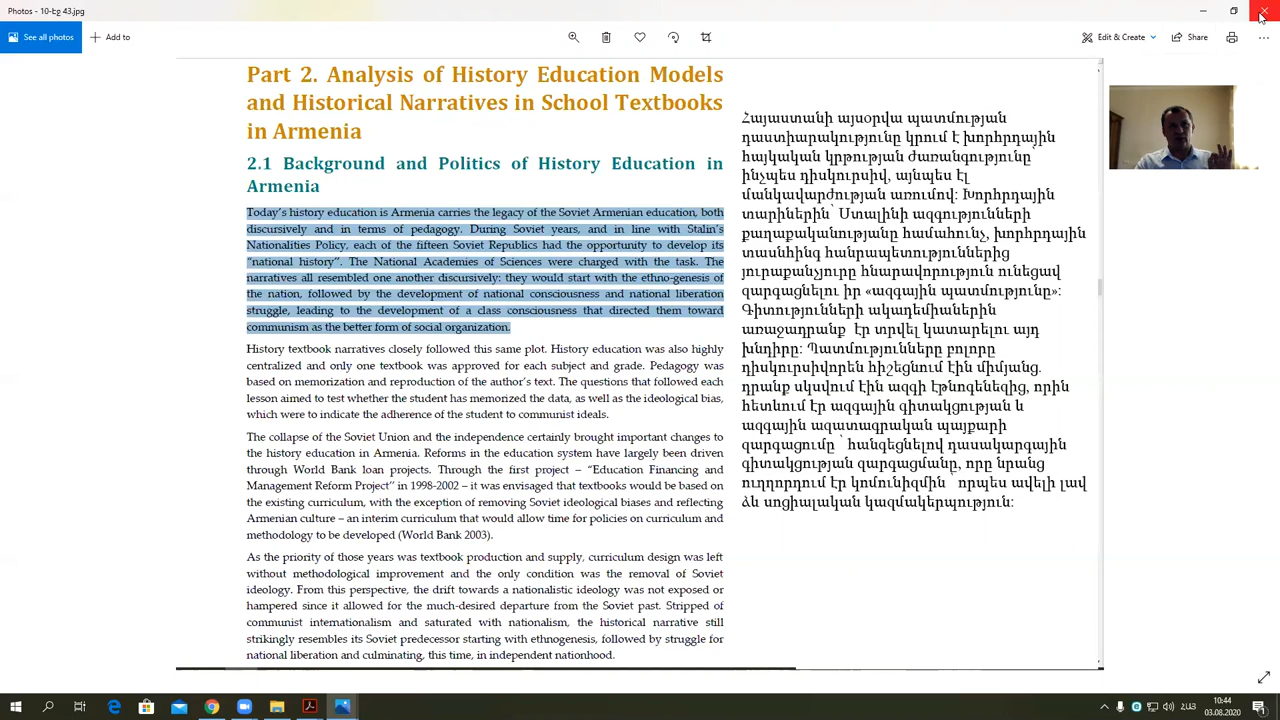 Photos - 10-էջ 43.jpg
See all photos
Add to
Edit & Create
Share
Part 2. Analysis of History Education Models
and Historical Narratives in School Textbooks
in Armenia
2.1 Background and Politics of History Education in
Armenia
Today's history education is Armenia carries the legacy of the Soviet Armenian education, both
discursively and in terms of pedagogy. During Soviet years, and in line with Stalin's
Nationalities Policy, each of the fifteen Soviet Republics had the opportunity to develop its
"national history". The National Academies of Sciences were charged with the task. The
narratives all resembled one another discursively: they would start with the ethno-genesis of
the nation, followed by the development of national consciousness and national liberation
struggle, leading to the development of a class consciousness that directed them toward
communism as the better form of social organization.
History textbook narratives closely followed this same plot. History education was also highly
centralized and only one textbook was approved for each subject and grade. Pedagogy was
based on memorization and reproduction of the author's text. The questions that followed each
lesson aimed to test whether the student has memorized the data, as well as the ideological bias,
which were to indicate the adherence of the student to communist ideals.
The collapse of the Soviet Union and the independence certainly brought important changes to
the history education in Armenia. Reforms in the education system have largely been driven
through World Bank loan projects. Through the first project – "Education Financing and
Management Reform Project" in 1998-2002 – it was envisaged that textbooks would be based on
the existing curriculum, with the exception of removing Soviet ideological biases and reflecting
Armenian culture – an interim curriculum that would allow time for policies on curriculum and
methodology to be developed (World Bank 2003).
As the priority of those years was textbook production and supply, curriculum design was left
without methodological improvement and the only condition was the removal of Soviet
ideology. From this perspective, the drift towards a nationalistic ideology was not exposed or
hampered since it allowed for the much-desired departure from the Soviet past. Stripped of
communist internationalism and saturated with nationalism, the historical narrative still
strikingly resembles its Soviet predecessor starting with ethnogenesis, followed by struggle for
national liberation and culminating, this time, in independent nationhood.
Հայաստանի այսօրվա պատմության
դաստիարակությունը կրում է խորհրդային
հայկական կրթության ժառանգությունը՝
ինչպես դիսկուրսիվ, այնպես էլ
մանկավարժության առումով: Խորհրդային
տարիներին՝ Ստալինի ազգությունների
քաղաքականությանը համահունչ, խորհրդային
տասնհինգ հանրապետություններից
յուրաքանչյուրը հնարավորություն ունեցավ
զարգացնելու իր «ազգային պատմությունը»:
Գիտությունների ակադեմիաներին
առաջադրանք էր տրվել կատարելու այդ
խնդիրը: Պատմությունները բոլորը
դիսկուրսիվորեն հիշեցնում էին միմյանց.
դրանք սկսվում էին ազգի էթնոգենեզից, որին
հետևում էր ազգային գիտակցության և
ազգային ազատագրական պայքարի
զարգացումը ՝ հանգեցնելով դասակարգային
գիտակցության զարգացմանը, որը նրանց
ուղղորդում էր կոմունիզմին ՝ որպես ավելի լավ
ձև սոցիալական կազմակերպություն:
ՀԱՅ
10:44
03.08.2020